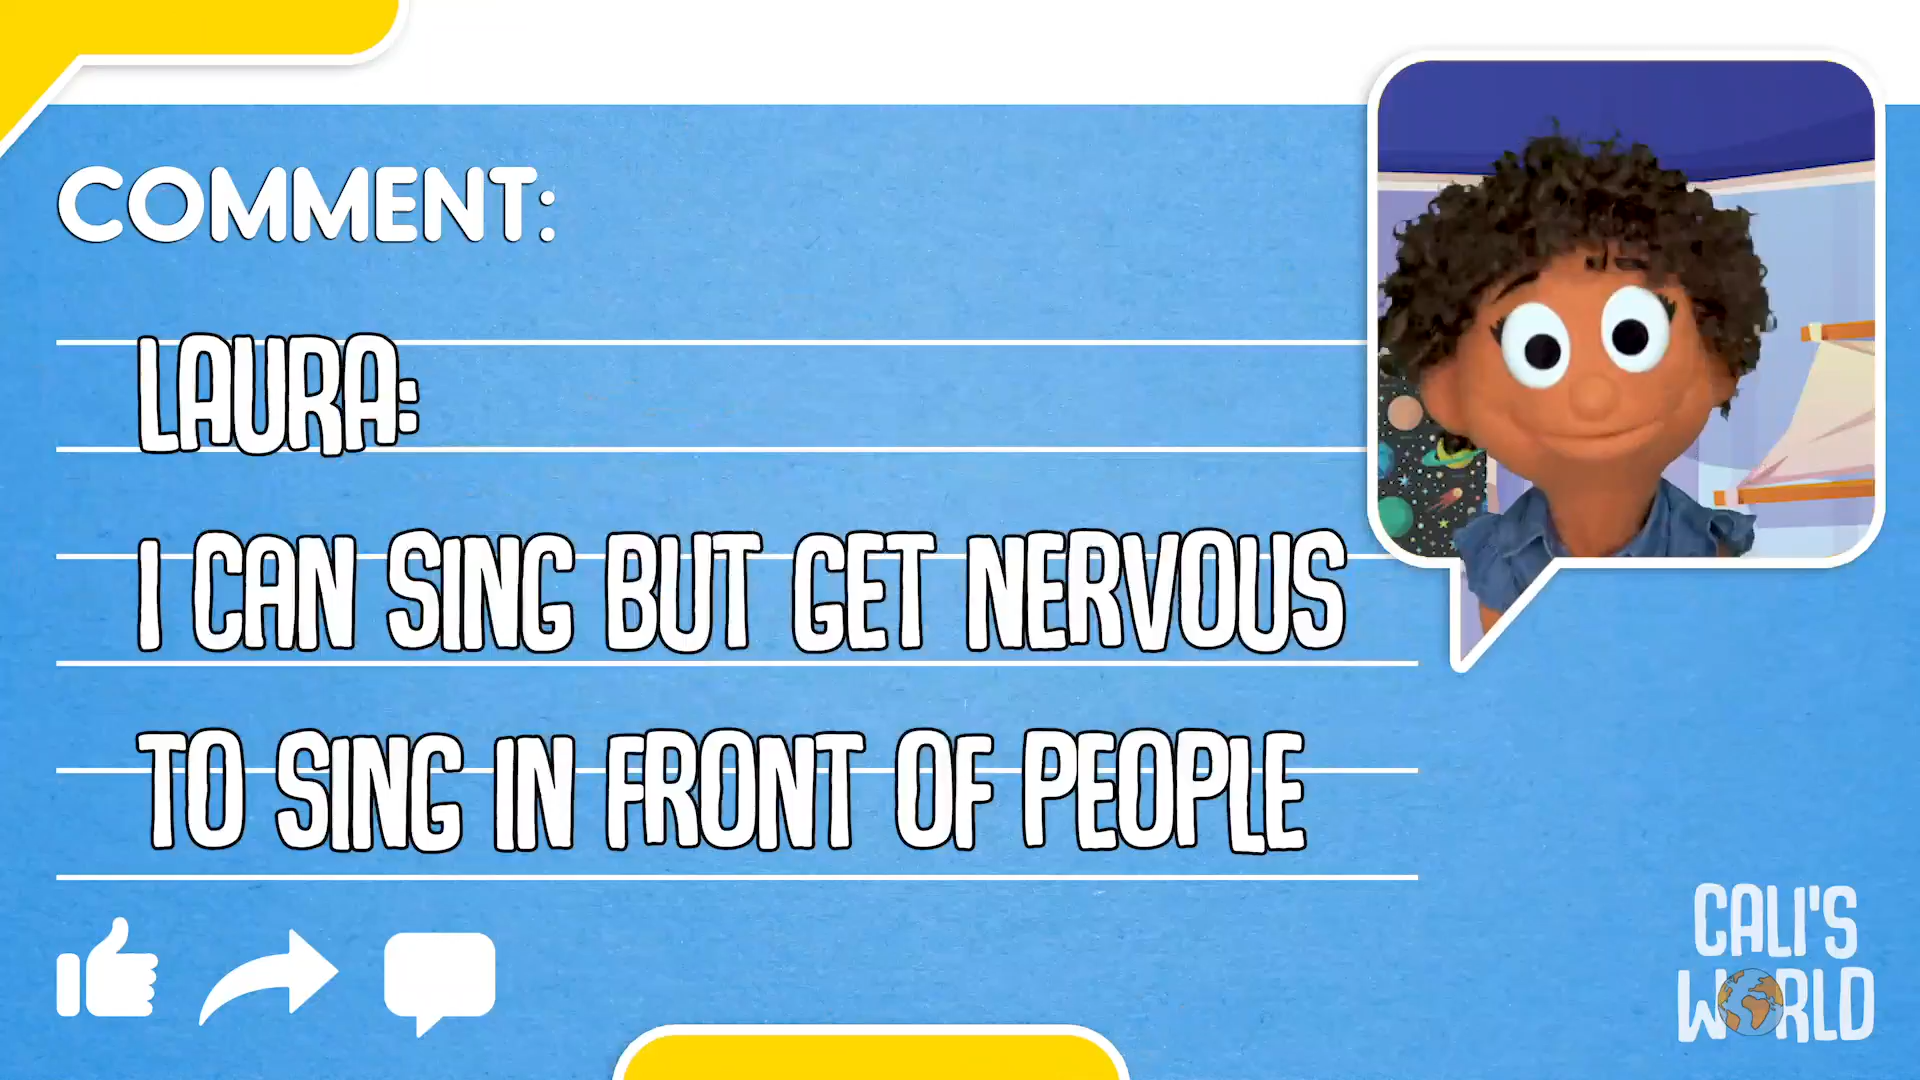 COMMENT:
LAURA:
I CAN SING BUT GET NERVOUS
TO SING IN FRONT OF PEOPLE
CALI'S
WORLD